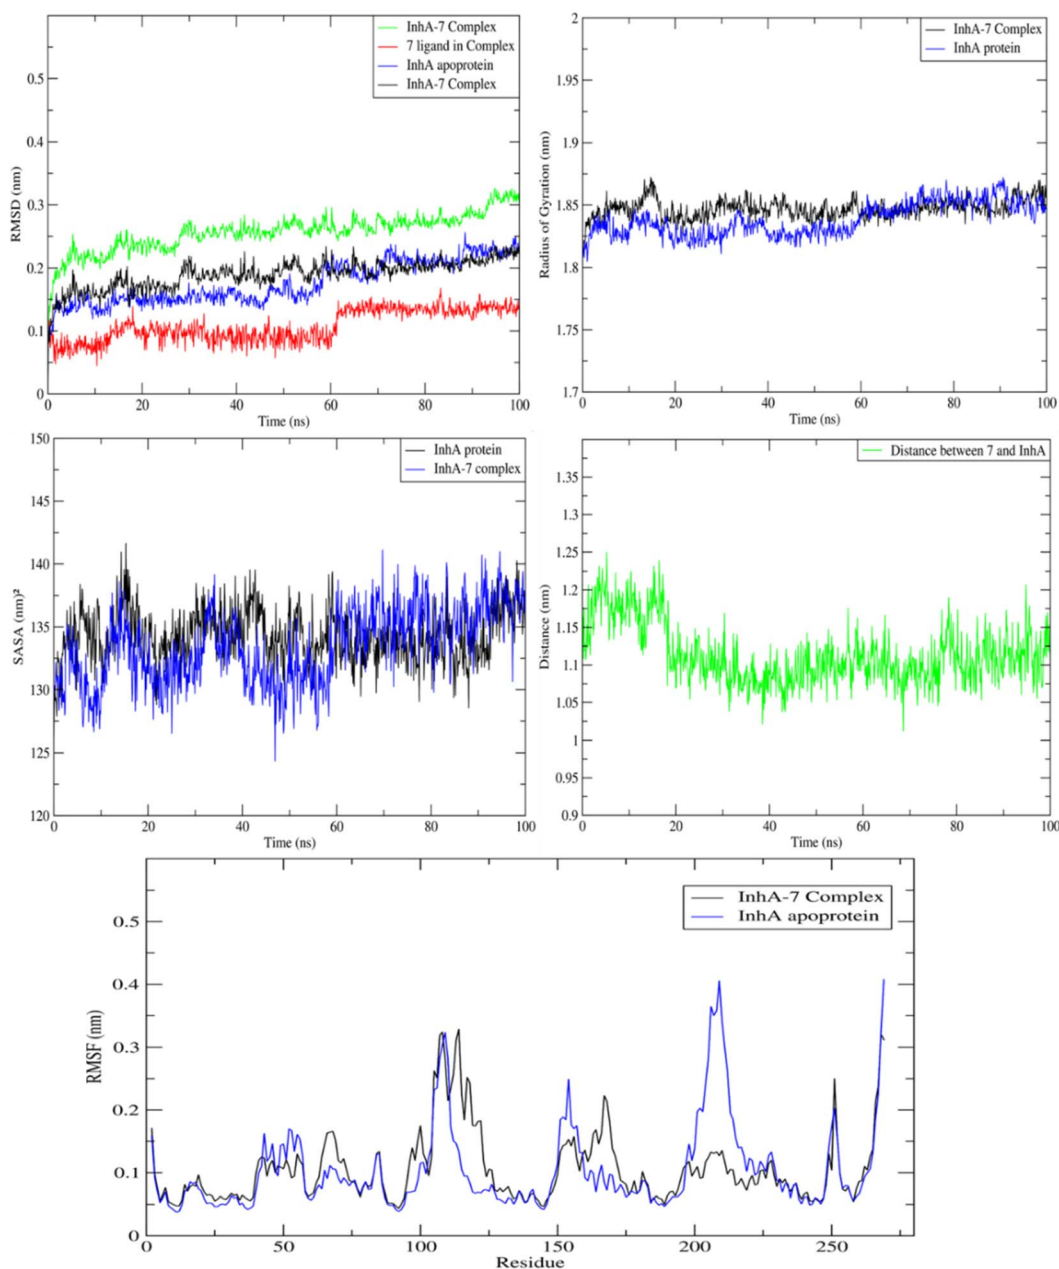 InhA-7 Complex
7 ligand in Complex
InhA apoprotein
InhA-7 Complex
0.5
0.4
0.3
0.2
0.1
0
RMSD (nm)
0 20 40 60 80 100
Time (ns)
InhA-7 Complex
InhA protein
2
1.95
1.9
1.85
1.8
1.75
1.7
Radius of Gyration (nm)
0 20 40 60 80 100
Time (ns)
InhA protein
InhA-7 complex
150
145
140
135
130
125
120
SASA (nm)²
0 20 40 60 80 100
Time (ns)
Distance between 7 and InhA
1.35
1.3
1.25
1.2
1.15
1.1
1.05
1
0.95
0.9
Distance (nm)
0 20 40 60 80 100
Time (ns)
InhA-7 Complex
InhA apoprotein
0.5
0.4
0.3
0.2
0.1
0
RMSF (nm)
0 50 100 150 200 250
Residue